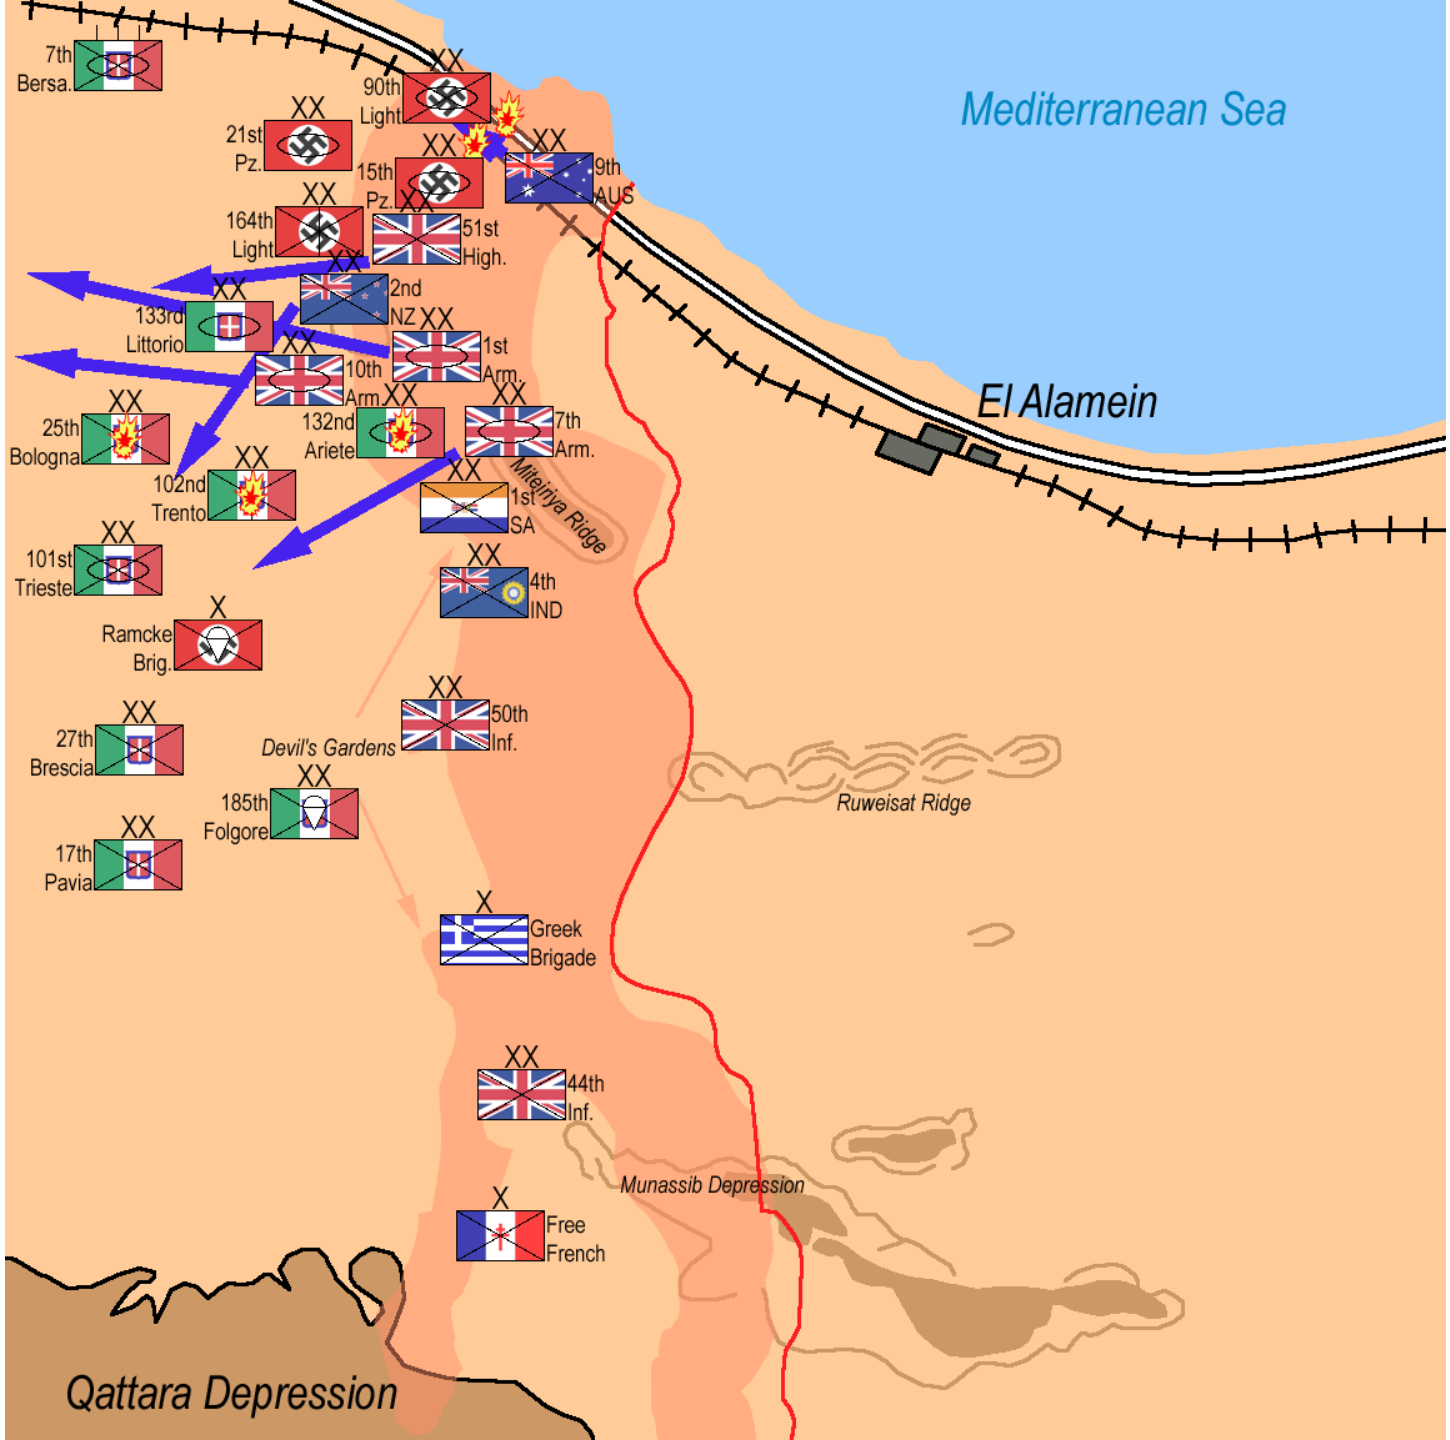 7th
Bersa.
XX
90th
Light
Mediterranean Sea
XX
21st
Pz.
XX
15th
Pz.
XX
9th
AUS
XX
164th
Light
XX
51st
High.
XX
2nd
NZ
XX
133rd
Littorio
XX
1st
Arm.
XX
10th
Arm.
XX
132nd
Ariete
XX
7th
Arm.
El Alamein
XX
25th
Bologna
XX
102nd
Trento
XX
1st
SA
Miteiriya Ridge
XX
101st
Trieste
XX
4th
IND
X
Ramcke
Brig.
XX
50th
Inf.
XX
27th
Brescia
Devil's Gardens
XX
185th
Folgore
Ruweisat Ridge
XX
17th
Pavia
X
Greek
Brigade
XX
44th
Inf.
Munassib Depression
X
Free
French
Qattara Depression